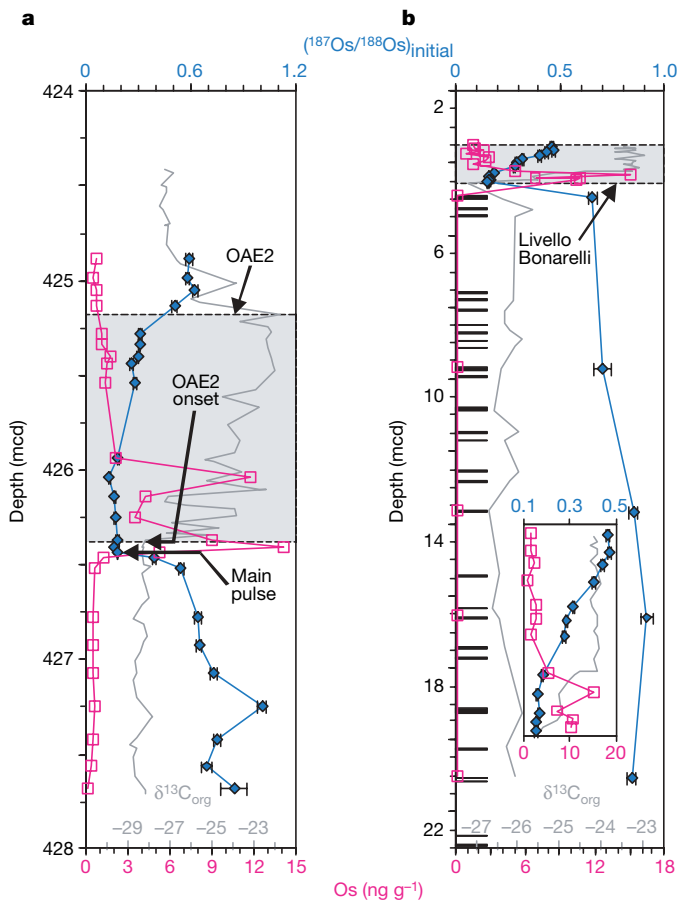 a
b
(187Os/188Os)initial
0
0.6
1.2
0
0.5
1.0
424
425
426
427
428
Depth (mcd)
OAE2
OAE2
onset
Main
pulse
δ13Corg
–29
–27
–25
–23
0
3
6
9
12
15
2
6
10
14
18
22
Depth (mcd)
Livello
Bonarelli
0.1
0.3
0.5
0
10
20
δ13Corg
–27
–26
–25
–24
–23
0
6
12
18
Os (ng g–1)